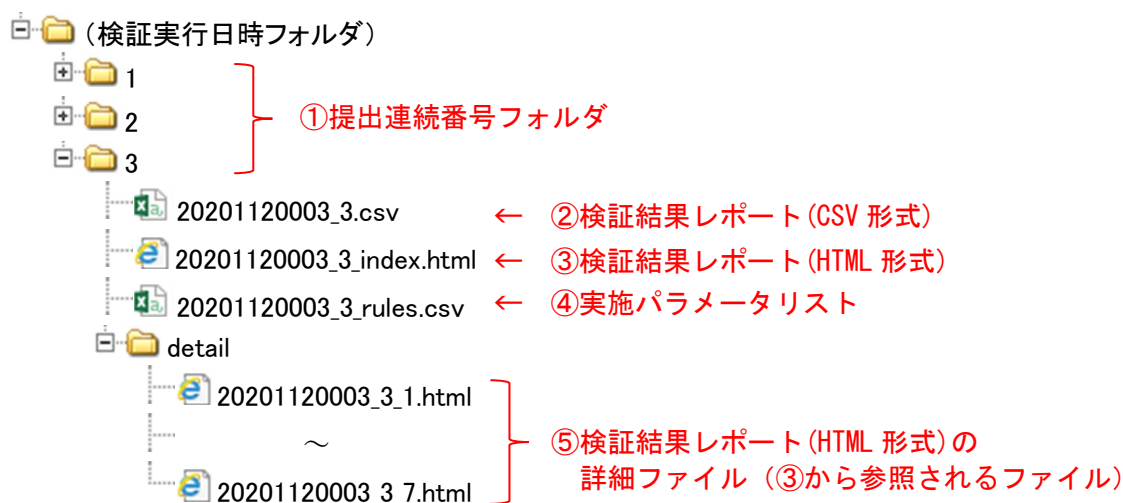 (検証実行日時フォルダ)
1
2
①提出連続番号フォルダ
3
20201120003_3.csv ← ②検証結果レポート(CSV 形式)
20201120003_3_index.html ← ③検証結果レポート(HTML 形式)
20201120003_3_rules.csv ← ④実施パラメータリスト
detail
20201120003_3_1.html
~
⑤検証結果レポート(HTML 形式)の
詳細ファイル(③から参照されるファイル)
20201120003_3_7.html